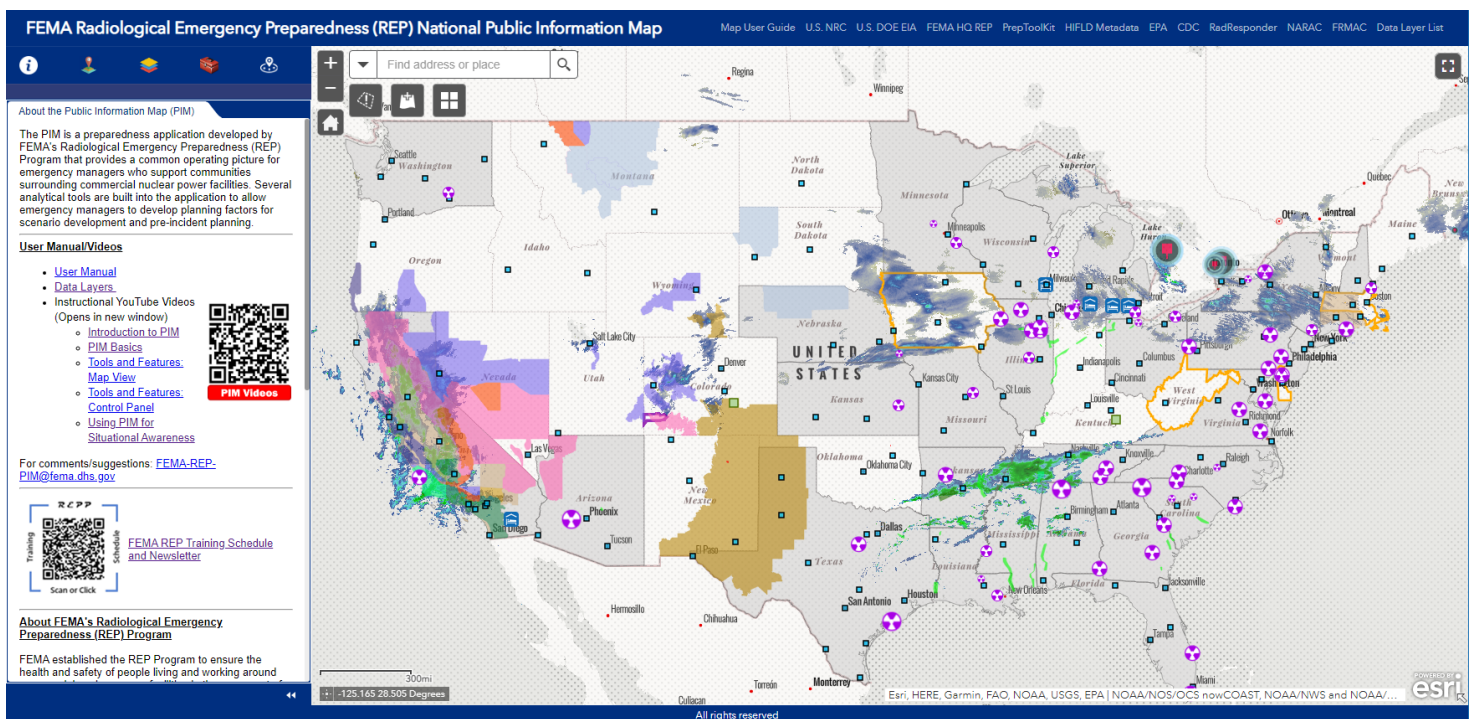 FEMA Radiological Emergency Preparedness (REP) National Public Information Map
Map User Guide U.S. NRC U.S. DOE EIA FEMA HQ REP PrepToolKit HIFLD Metadata EPA CDC RadResponder NARAC FRMAC Data Layer List
About the Public Information Map (PIM)
The PIM is a preparedness application developed by
FEMA's Radiological Emergency Preparedness (REP)
Program that provides a common operating picture for
emergency managers who support communities
surrounding commercial nuclear power facilities. Several
analytical tools are built into the application to allow
emergency managers to develop planning factors for
scenario development and pre-incident planning.
User Manual/Videos
User Manual
Data Layers
Instructional YouTube Videos
(Opens in new window)
Introduction to PIM
PIM Basics
Tools and Features:
Map View
Tools and Features:
Control Panel
Using PIM for
Situational Awareness
PIM Videos
For comments/suggestions: FEMA-REP-
PIM@fema.dhs.gov
RCPP
Training
Schedule
Scan or Click
FEMA REP Training Schedule
and Newsletter
About FEMA's Radiological Emergency
Preparedness (REP) Program
FEMA established the REP Program to ensure the
health and safety of people living and working around
Find address or place
Regina
Winnipeg
Quebec
New
Seattle
Washington
Montana
North
Dakota
Lake
Superior
Minnesota
Montreal
Maine
Portland
Minneapolis
Wisconsin
Lake
Vermont
Oregon
Idaho
South
Dakota
Wyoming
Nebraska
Salt Lake City
Nevada
Utah
Denver
Colorado
UNITED
STATES
Kansas City
Kansas
Missouri
St Louis
Indianapolis
Columbus
Cincinnati
Pittsburgh
New York
Philadelphia
West
Virginia
Louisville
Kentucky
Virginia
Richmond
Norfolk
Las Vegas
Arizona
Phoenix
Tucson
San Diego
New
Mexico
El Paso
Oklahoma
Oklahoma City
Knoxville
Charlotte
Raleigh
Carolina
Atlanta
Birmingham
Georgia
Mississippi
Dallas
Texas
Louisiana
New Orleans
Houston
San Antonio
Florida
Jacksonville
Tampa
Miami
Hermosillo
Chihuahua
Torreón
Monterrey
Culiacan
300mi
-125.165 28.505 Degrees
Esri, HERE, Garmin, FAO, NOAA, USGS, EPA | NOAA/NOS/OCS nowCOAST, NOAA/NWS and NOAA/...
POWERED BY
esri
All rights reserved